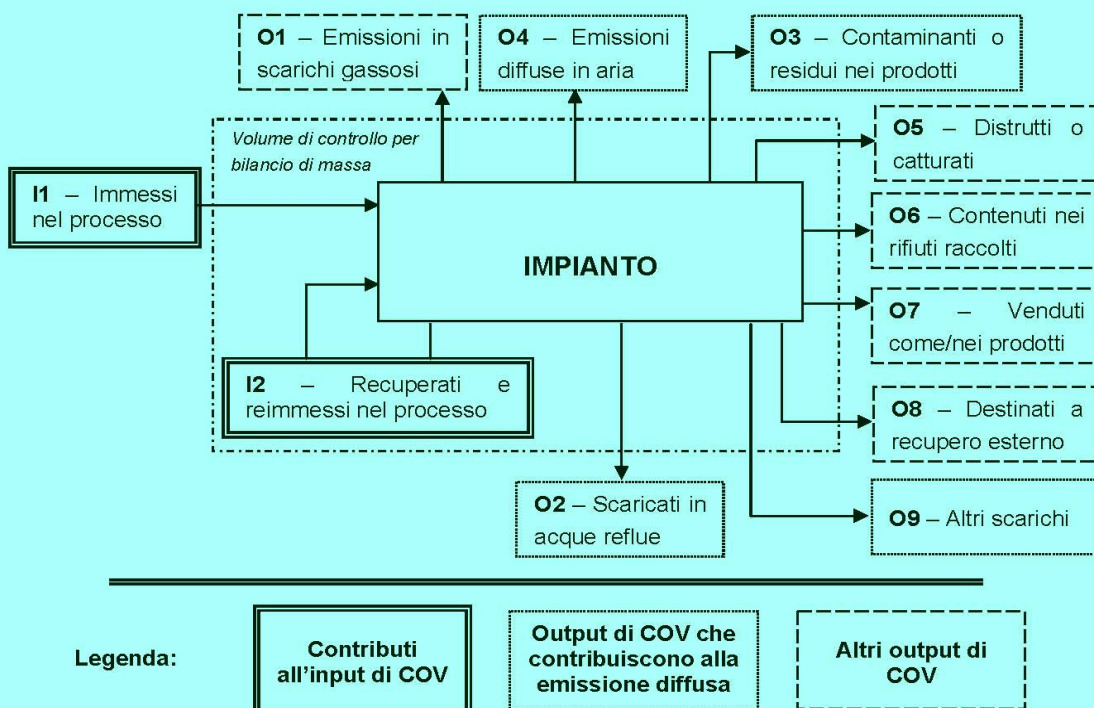 O1 – Emissioni in
scarichi gassosi
O4 – Emissioni
diffuse in aria
O3 – Contaminanti o
residui nei prodotti
Volume di controllo per
bilancio di massa
O5 – Distrutti o
catturati
I1 – Immessi
nel processo
O6 – Contenuti nei
rifiuti raccolti
IMPIANTO
O7 – Venduti
come/nei prodotti
I2 – Recuperati e
reimmessi nel processo
O8 – Destinati a
recupero esterno
O2 – Scaricati in
acque reflue
O9 – Altri scarichi
Legenda:
Contributi
all'input di COV
Output di COV che
contribuiscono alla
emissione diffusa
Altri output di
COV